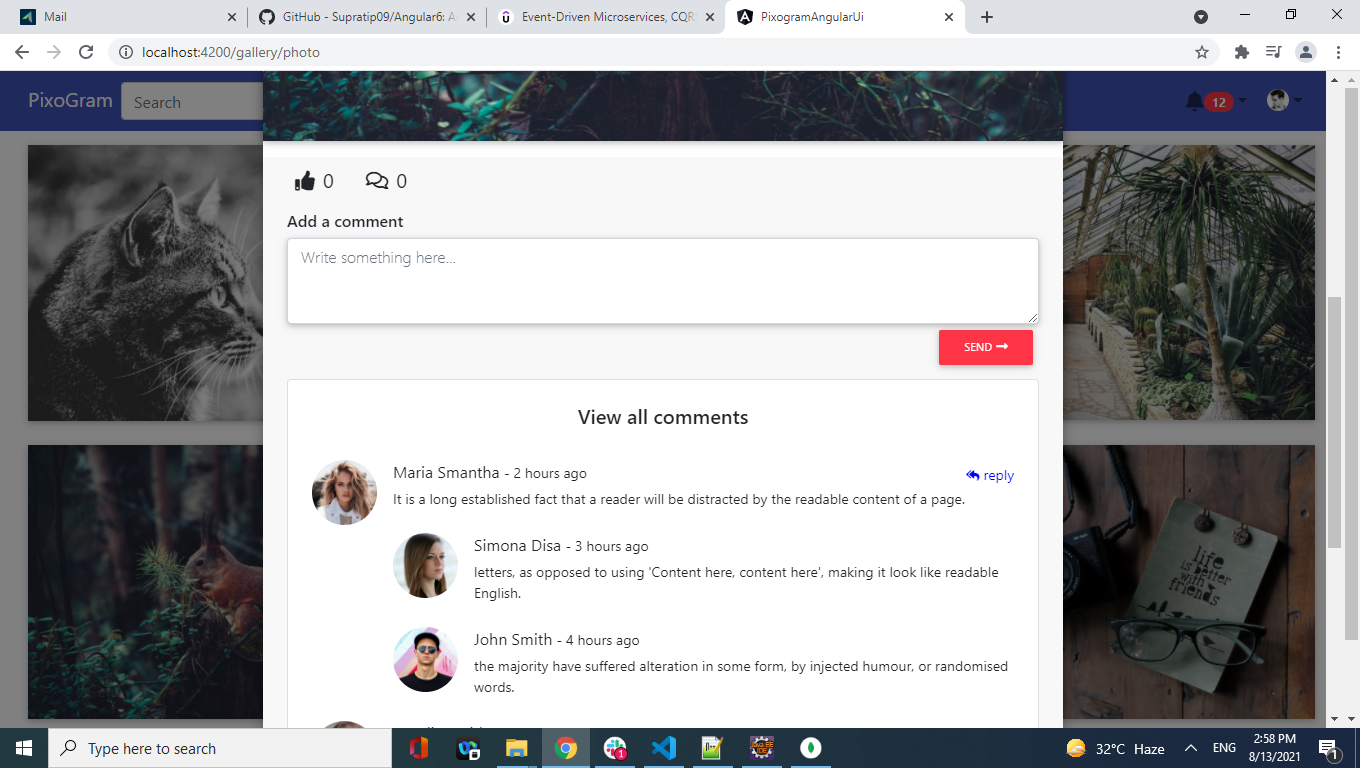 Mail
GitHub - Supratip09/Angular6: A
Event-Driven Microservices, CQR
PixogramAngularUi
localhost:4200/gallery/photo
PixoGram
Search
12
0
0
Add a comment
Write something here...
SEND
View all comments
Maria Smantha - 2 hours ago
reply
It is a long established fact that a reader will be distracted by the readable content of a page.
Simona Disa - 3 hours ago
letters, as opposed to using 'Content here, content here', making it look like readable
English.
John Smith - 4 hours ago
the majority have suffered alteration in some form, by injected humour, or randomised
words.
life
is better
with
friends
Type here to search
1
32°C Haze
ENG
2:58 PM
8/13/2021
1